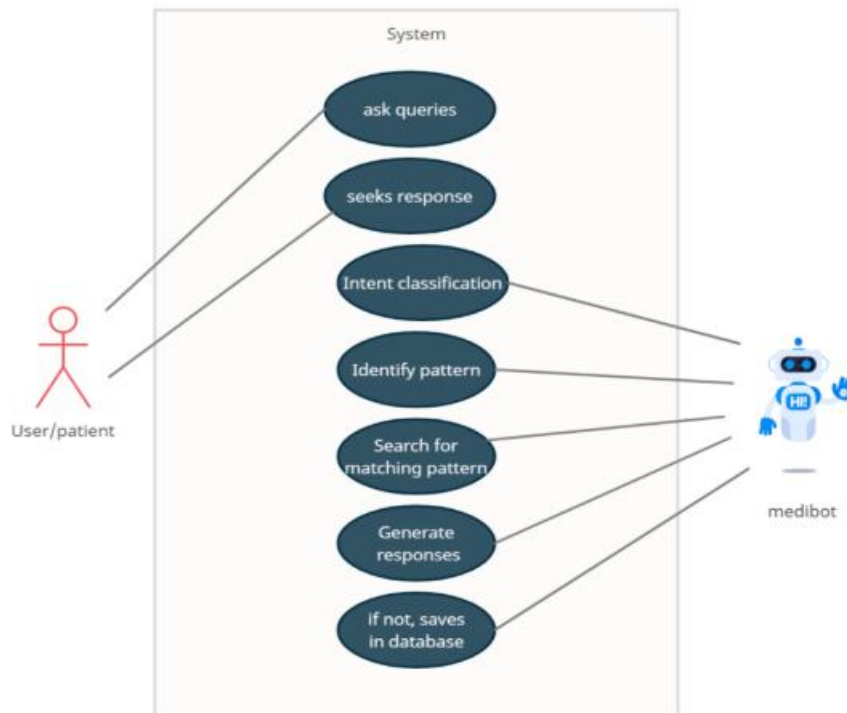 System
ask queries
seeks response
Intent classification
Identify pattern
Search for
matching pattern
Generate
responses
if not, saves
in database
User/patient
HI!
medibot